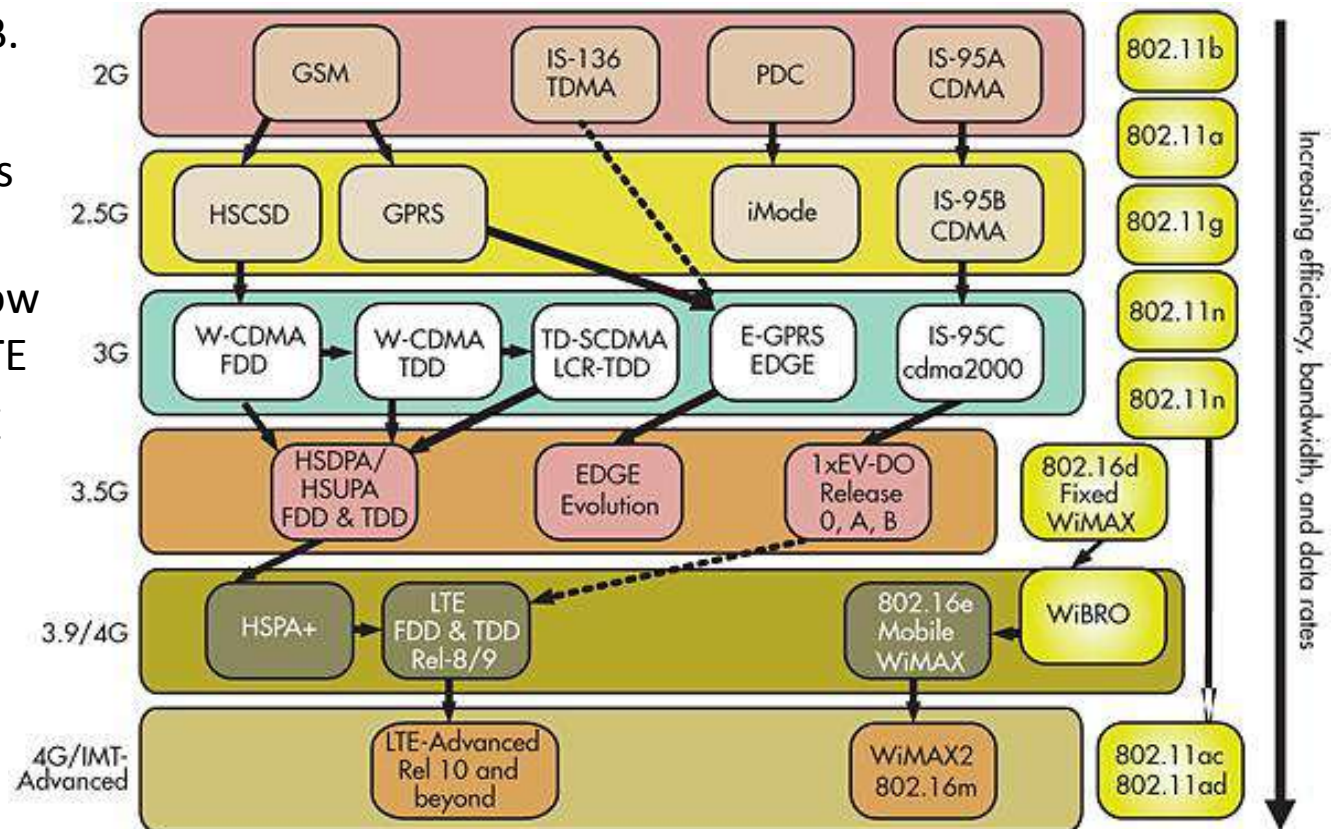 3.
s
ow
TE
2G
GSM
IS-136
TDMA
PDC
IS-95A
CDMA
2.5G
HSCSD
GPRS
iMode
IS-95B
CDMA
3G
W-CDMA
FDD
W-CDMA
TDD
TD-SCDMA
LCR-TDD
E-GPRS
EDGE
IS-95C
cdma2000
3.5G
HSDPA/
HSUPA
FDD & TDD
EDGE
Evolution
1xEV-DO
Release
0, A, B
802.16d
Fixed
WiMAX
3.9/4G
HSPA+
LTE
FDD & TDD
Rel-8/9
802.16e
Mobile
WiMAX
WiBRO
4G/IMT-
Advanced
LTE-Advanced
Rel 10 and
beyond
WiMAX2
802.16m
802.11b
802.11a
802.11g
802.11n
802.11n
802.11ac
802.11ad
Increasing efficiency, bandwidth, and data rates